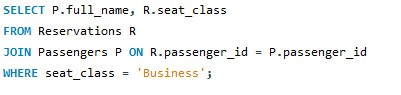 SELECT P.full_name, R.seat_class
FROM Reservations R
JOIN Passengers P ON R.passenger_id = P.passenger_id
WHERE seat_class = 'Business';